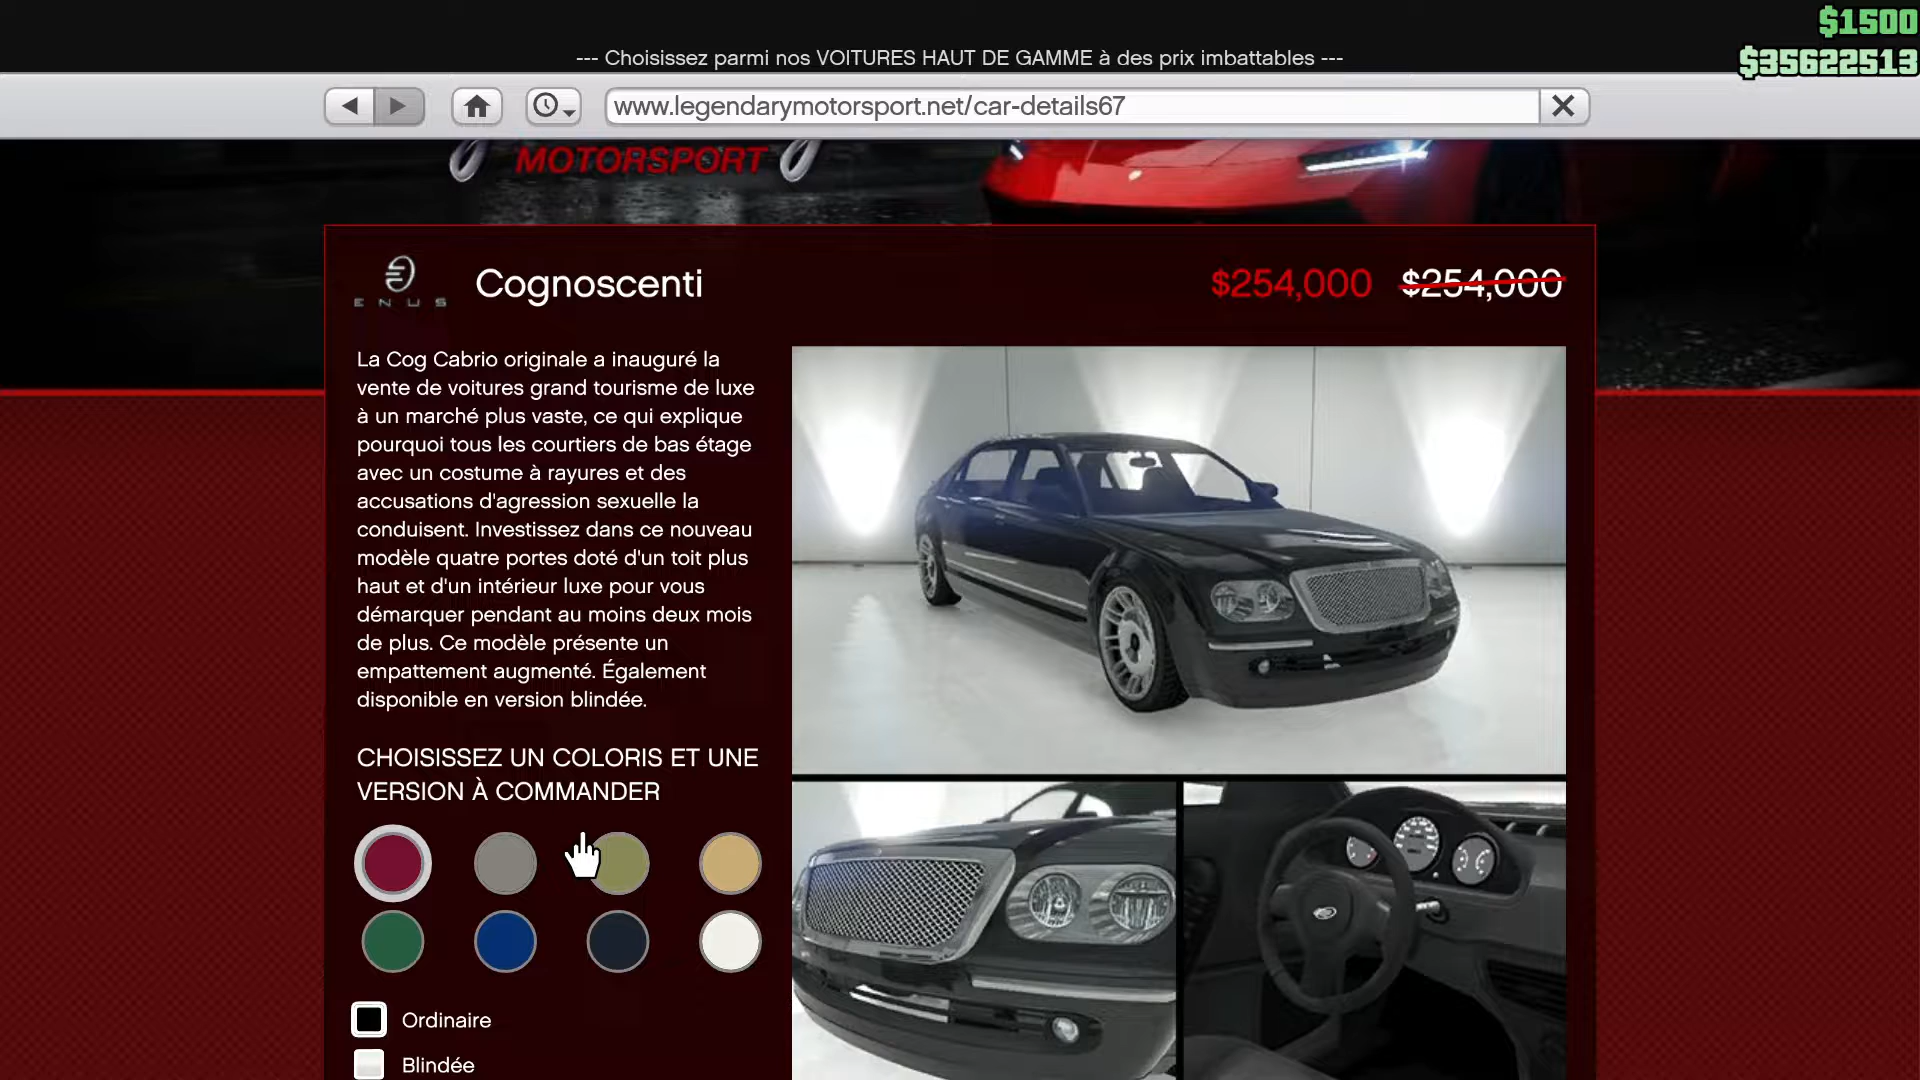 $1500
--- Choisissez parmi nos VOITURES HAUT DE GAMME à des prix imbattables ---
$35622513
www.legendarymotorsport.net/car-details67
MOTORSPORT
ENUS
Cognoscenti
$254,000 $254,000
La Cog Cabrio originale a inauguré la
vente de voitures grand tourisme de luxe
à un marché plus vaste, ce qui explique
pourquoi tous les courtiers de bas étage
avec un costume à rayures et des
accusations d'agression sexuelle la
conduisent. Investissez dans ce nouveau
modèle quatre portes doté d'un toit plus
haut et d'un intérieur luxe pour vous
démarquer pendant au moins deux mois
de plus. Ce modèle présente un
empattement augmenté. Également
disponible en version blindée.
CHOISISSEZ UN COLORIS ET UNE
VERSION À COMMANDER
Ordinaire
Blindée